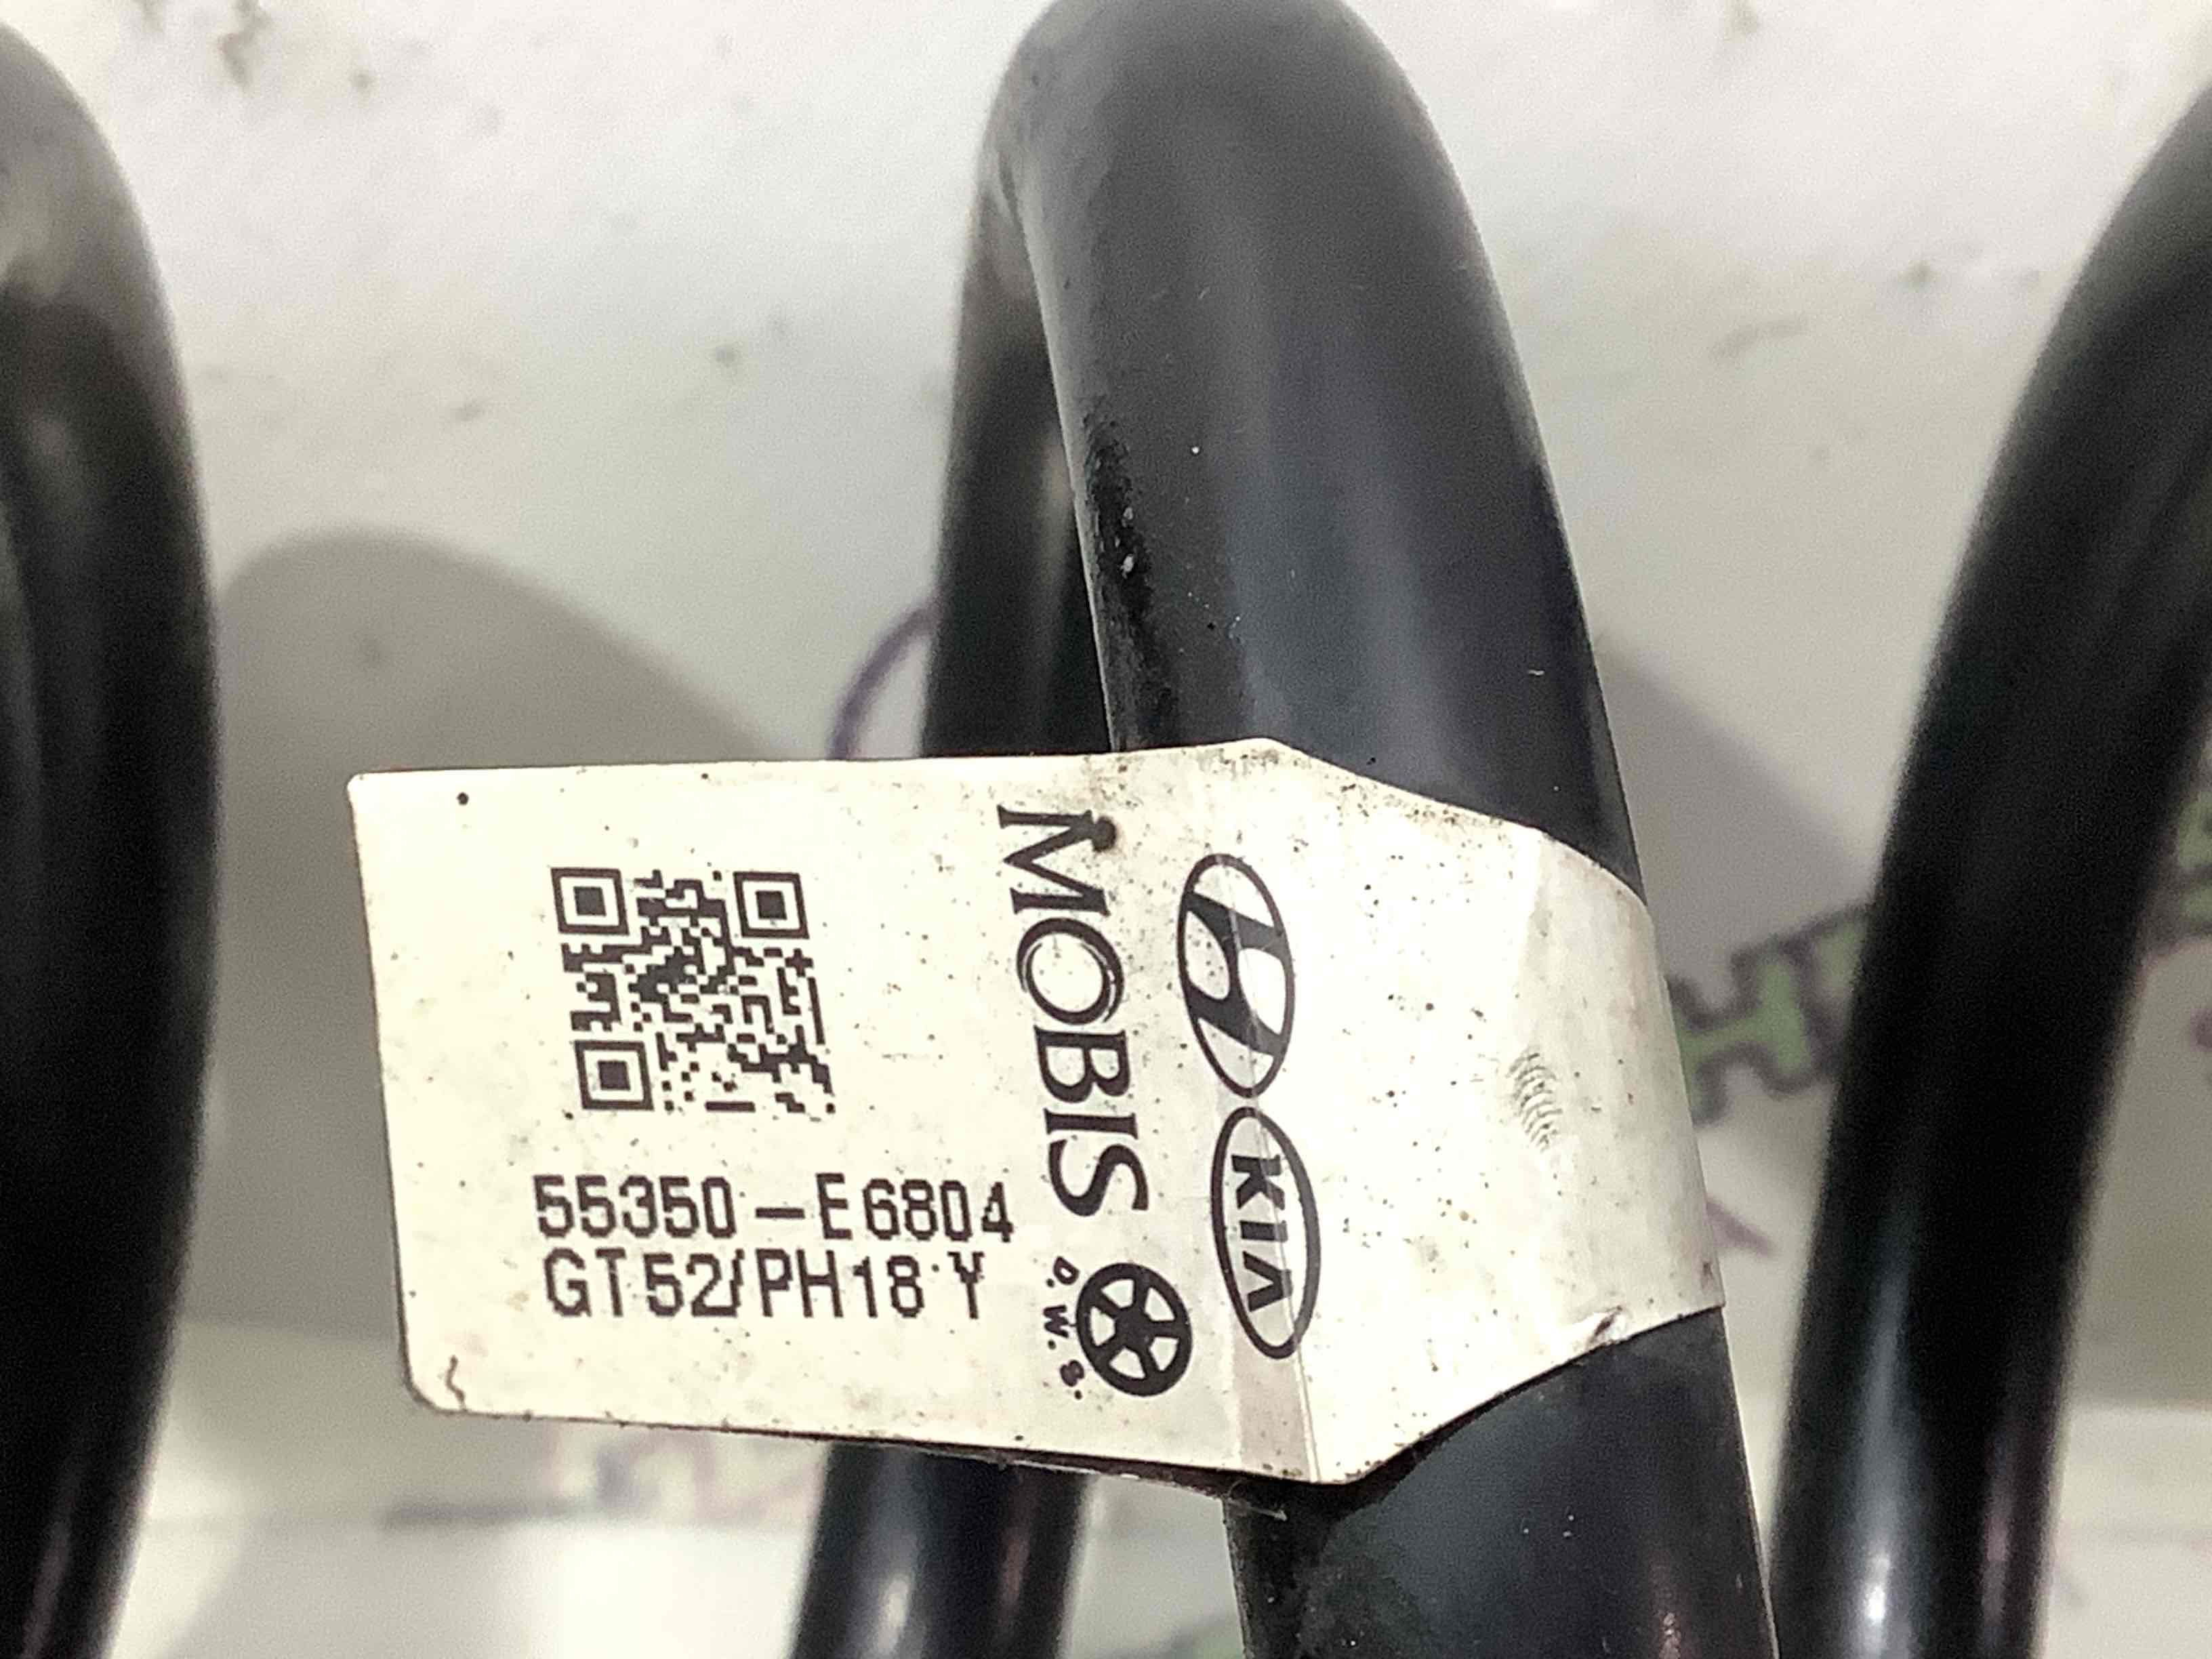 55350-E6804
GT52/PH18 Y
MOBIS
O.W.S.
KIA